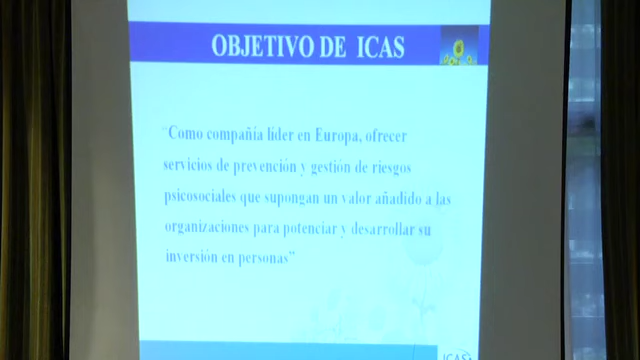 OBJETIVO DE ICAS
“Como compañía líder en Europa, ofrecer
servicios de prevención y gestión de riesgos
psicosociales que supongan un valor añadido a las
organizaciones para potenciar y desarrollar su
inversión en personas”
ICAS